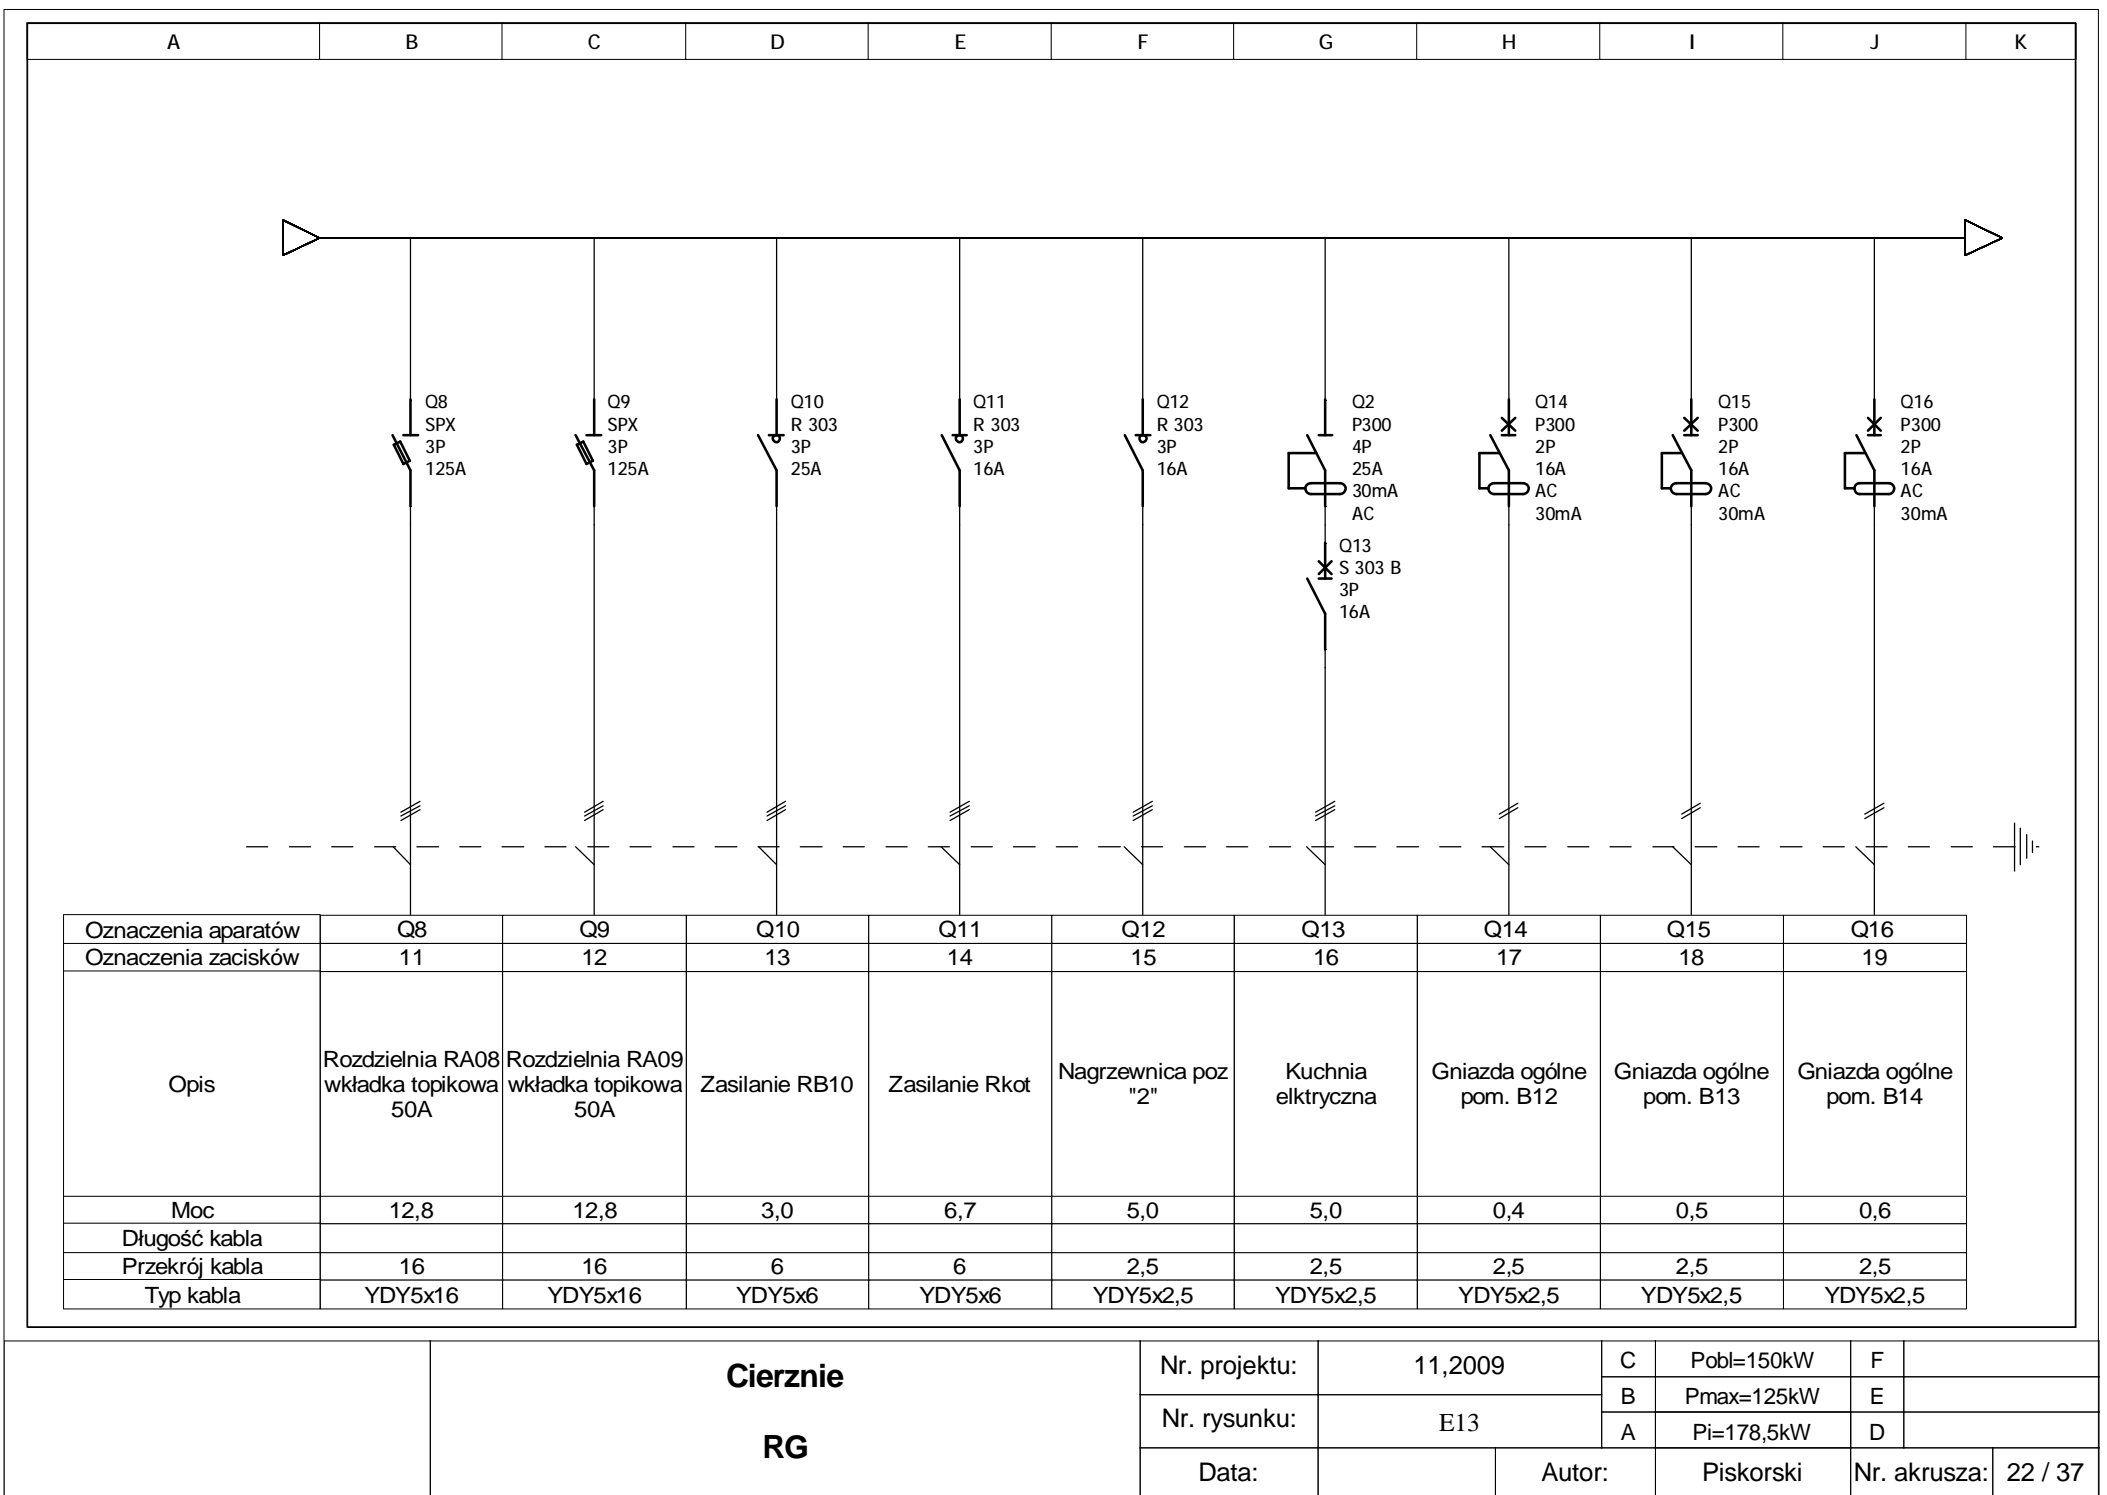 A B C D E F G H I J K
Q8
SPX
3P
125A
Q9
SPX
3P
125A
Q10
R 303
3P
25A
Q11
R 303
3P
16A
Q12
R 303
3P
16A
Q2
P300
4P
25A
30mA
AC
Q13
S 303 B
3P
16A
Q14
P300
2P
16A
AC
30mA
Q15
P300
2P
16A
AC
30mA
Q16
P300
2P
16A
AC
30mA
Oznaczenia aparatów Q8 Q9 Q10 Q11 Q12 Q13 Q14 Q15 Q16
Oznaczenia zacisków 11 12 13 14 15 16 17 18 19
Opis
Rozdzielnia RA08
wkładka topikowa
50A
Rozdzielnia RA09
wkładka topikowa
50A
Zasilanie RB10
Zasilanie Rkot
Nagrzewnica poz
"2"
Kuchnia
elktryczna
Gniazda ogólne
pom. B12
Gniazda ogólne
pom. B13
Gniazda ogólne
pom. B14
Moc 12,8 12,8 3,0 6,7 5,0 5,0 0,4 0,5 0,6
Długość kabla
Przekrój kabla 16 16 6 6 2,5 2,5 2,5 2,5 2,5
Typ kabla YDY5x16 YDY5x16 YDY5x6 YDY5x6 YDY5x2,5 YDY5x2,5 YDY5x2,5 YDY5x2,5 YDY5x2,5
Cierznie
RG
Nr. projektu: 11,2009
Nr. rysunku: E13
C Pobl=150kW F
B Pmax=125kW E
A Pi=178,5kW D
Data: Autor: Piskorski Nr. akrusza: 22 / 37